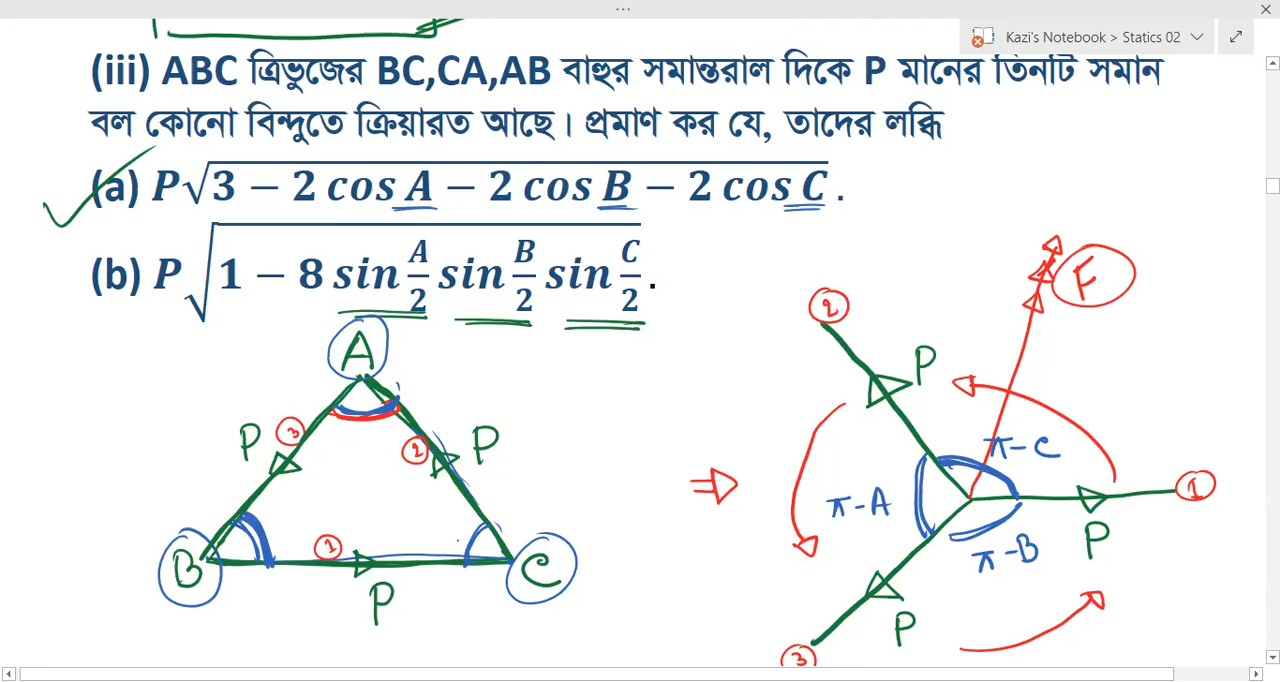 Kazi's Notebook > Statics 02
(iii) ABC ত্রিভুজের BC,CA,AB বাহুর সমান্তরাল দিকে P মানের তিনটি সমান
বল কোনো বিন্দুতে ক্রিয়ারত আছে। প্রমাণ কর যে, তাদের লব্ধি
(a) P√3 − 2 cos A − 2 cos B − 2 cos C.
(b) P√1 − 8 sin A/2 sin B/2 sin C/2.
A
P 3 2 P
B 1 C
P
2
P
F
π-C
⇒ π-A 1
π-B P
P
3